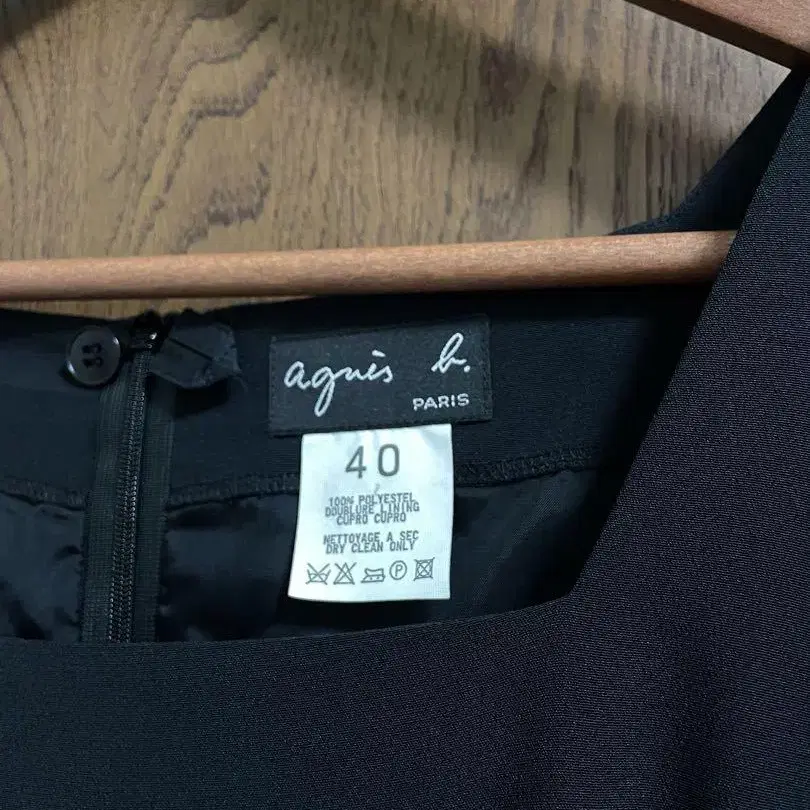 agnès b.
PARIS
40
100% POLYESTEL
DOUBLURE LINING
CUPRO CUPRO
NETTOYAGE A SEC
DRY CLEAN ONLY
P